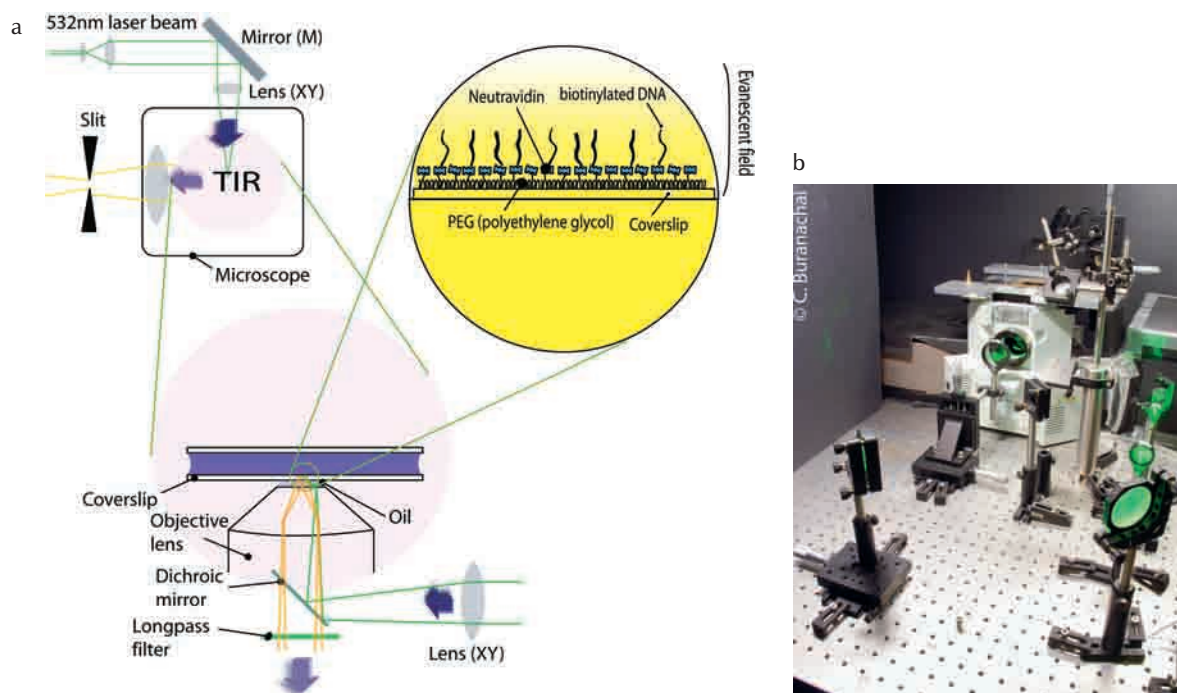 a
532nm laser beam
Mirror (M)
Lens (XY)
Slit
TIR
Microscope
Neutravidin
biotinylated DNA
Evanescent field
PEG (polyethylene glycol)
Coverslip
Coverslip
Oil
Objective
lens
Dichroic
mirror
Longpass
filter
Lens (XY)
b
© C. Buranachai